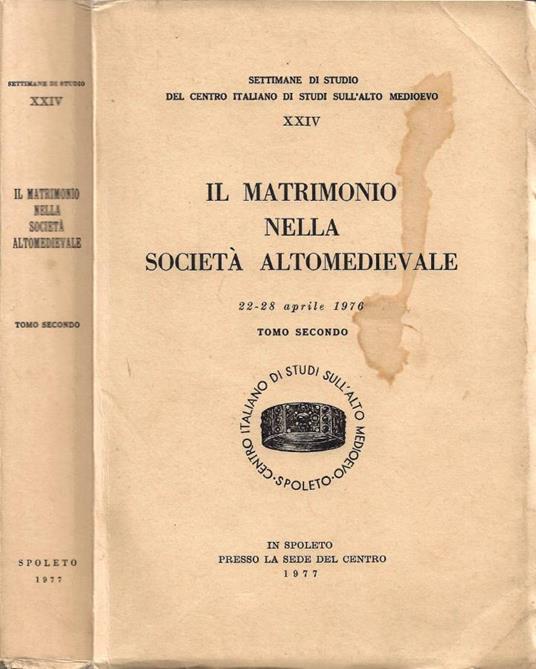 SETTIMANE DI STUDIO
XXIV
IL MATRIMONIO
NELLA
SOCIETÀ
ALTOMEDIEVALE
TOMO SECONDO
SPOLETO
1977
SETTIMANE DI STUDIO
DEL CENTRO ITALIANO DI STUDI SULL'ALTO MEDIOEVO
XXIV
IL MATRIMONIO
NELLA
SOCIETÀ ALTOMEDIEVALE
22-28 aprile 1976
TOMO SECONDO
CENTRO ITALIANO DI STUDI SULL'ALTO MEDIOEVO · SPOLETO ·
IN SPOLETO
PRESSO LA SEDE DEL CENTRO
1977